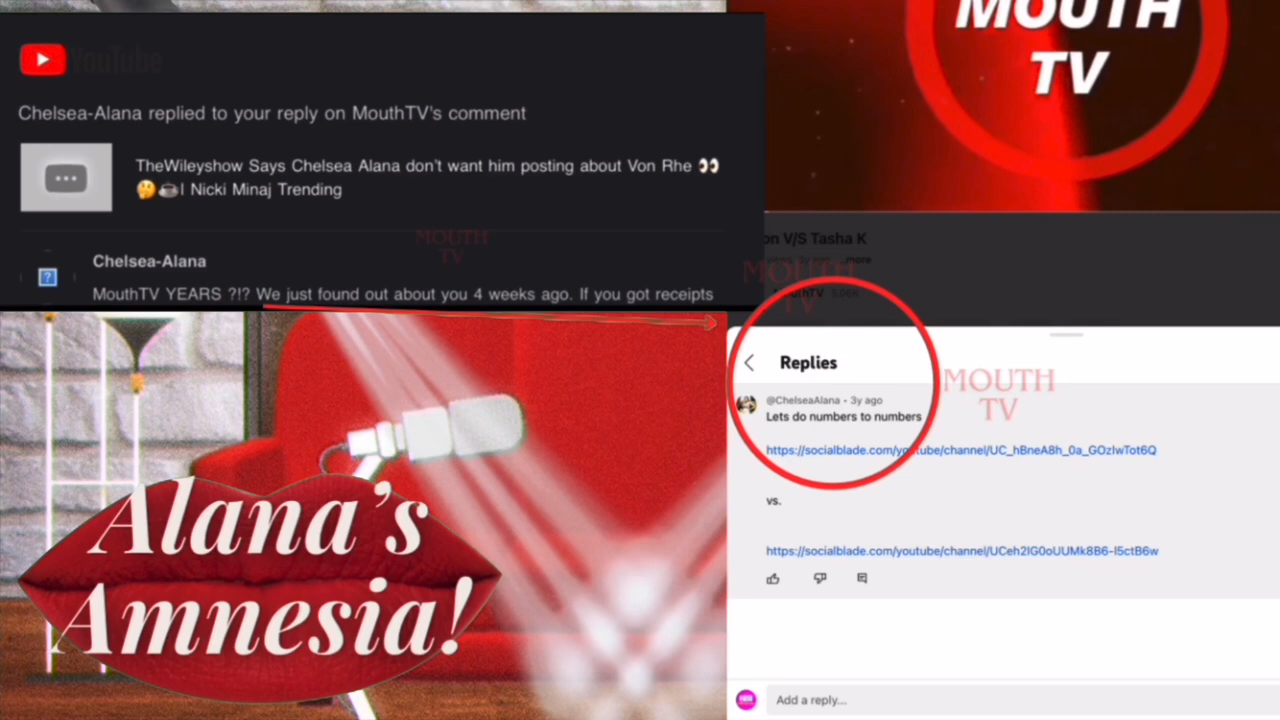 YouTube
Chelsea-Alana replied to your reply on MouthTV's comment
TheWileyshow Says Chelsea Alana don't want him posting about Von Rhe 👀
🤔☕| Nicki Minaj Trending
Chelsea-Alana
MouthTV YEARS ?!? We just found out about you 4 weeks ago. If you got receipts
MOUTH
TV
Alana's
Amnesia!
MOUTH
TV
on V/S Tasha K
...more
MOUTH
TV
Replies
@ChelseaAlana • 3y ago
Lets do numbers to numbers
https://socialblade.com/youtube/channel/UC_hBneA8h_0a_GOzIwTot6Q
vs.
https://socialblade.com/youtube/channel/UCeh2lG0oUUMk8B6-I5ctB6w
MOUTH
TV
Add a reply...